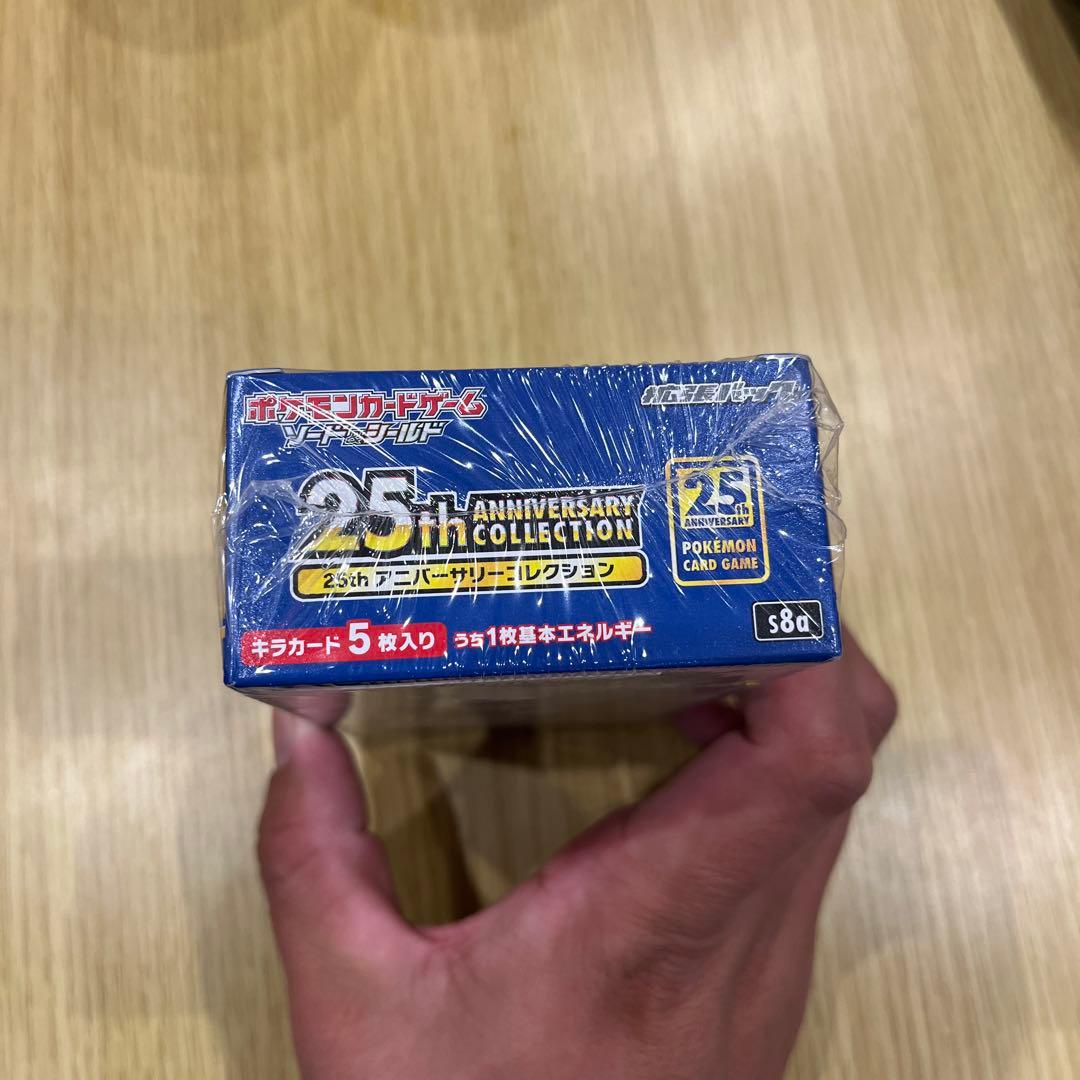 ポケモンカードゲーム
ソード&シールド
拡張パック
25th ANNIVERSARY COLLECTION
25th アニバーサリーコレクション
25th
ANNIVERSARY
POKÉMON
CARD GAME
キラカード5枚入り うち1枚基本エネルギー
s8a